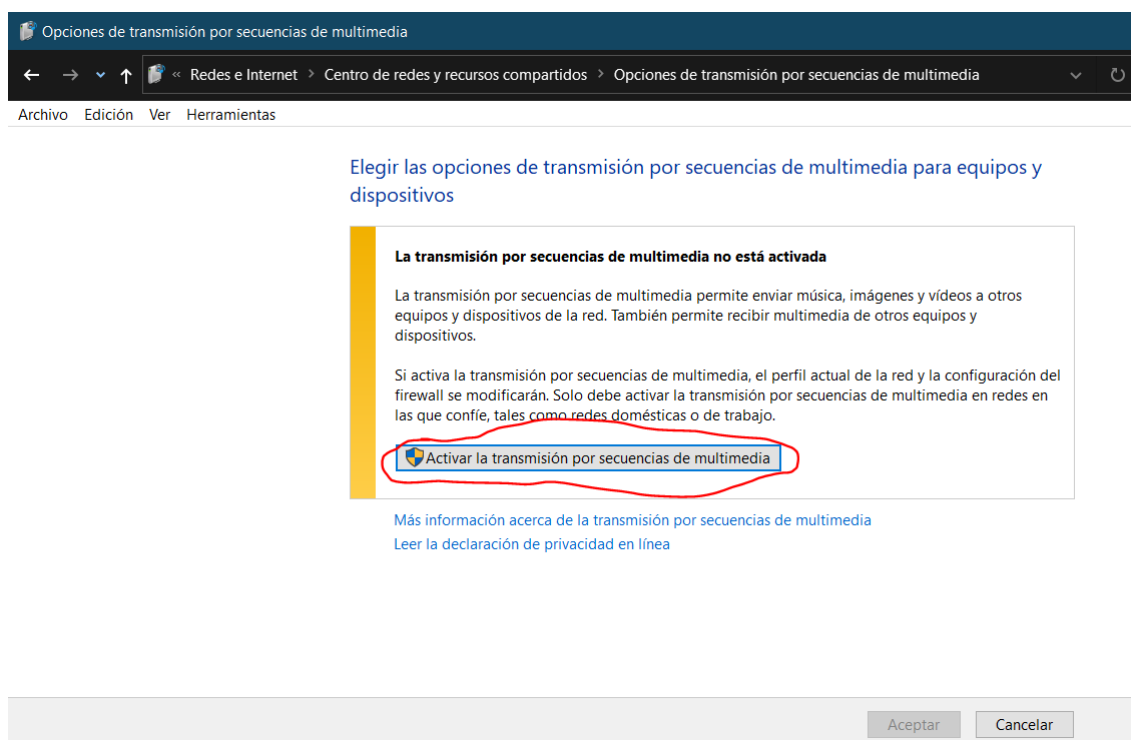 Opciones de transmisión por secuencias de multimedia
« Redes e Internet > Centro de redes y recursos compartidos > Opciones de transmisión por secuencias de multimedia
Archivo Edición Ver Herramientas
Elegir las opciones de transmisión por secuencias de multimedia para equipos y
dispositivos
La transmisión por secuencias de multimedia no está activada
La transmisión por secuencias de multimedia permite enviar música, imágenes y vídeos a otros
equipos y dispositivos de la red. También permite recibir multimedia de otros equipos y
dispositivos.
Si activa la transmisión por secuencias de multimedia, el perfil actual de la red y la configuración del
firewall se modificarán. Solo debe activar la transmisión por secuencias de multimedia en redes en
las que confíe, tales como redes domésticas o de trabajo.
Activar la transmisión por secuencias de multimedia
Más información acerca de la transmisión por secuencias de multimedia
Leer la declaración de privacidad en línea
Aceptar Cancelar